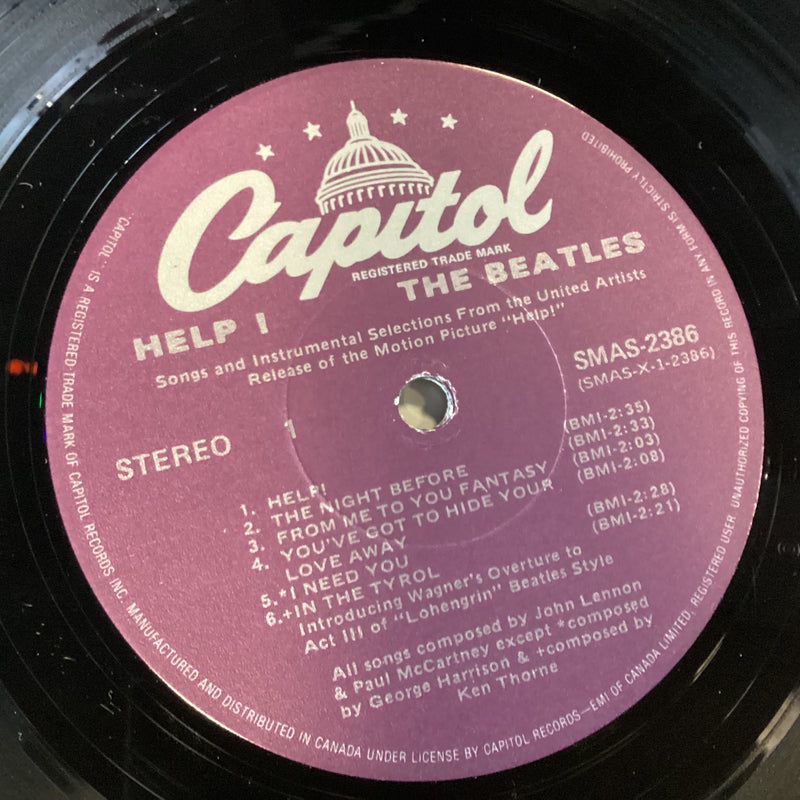 Capitol
REGISTERED TRADE MARK
THE BEATLES
HELP !
Songs and Instrumental Selections From the United Artists
Release of the Motion Picture "Help!"
SMAS-2386
(SMAS-X-1-2386)
STEREO
1
1. HELP! (BMI-2:35)
2. THE NIGHT BEFORE (BMI-2:33)
3. FROM ME TO YOU FANTASY (BMI-2:03)
4. YOU'VE GOT TO HIDE YOUR (BMI-2:08)
LOVE AWAY
5.*I NEED YOU (BMI-2:28)
6.+IN THE TYROL (BMI-2:21)
Introducing Wagner's Overture to
Act III of "Lohengrin" Beatles Style
All songs composed by John Lennon
& Paul McCartney except *composed
by George Harrison & +composed by
Ken Thorne
"CAPITOL" IS A REGISTERED TRADE MARK OF CAPITOL RECORDS INC. MANUFACTURED AND DISTRIBUTED IN CANADA UNDER LICENSE BY CAPITOL RECORDS—EMI OF CANADA LIMITED. REGISTERED USER. UNAUTHORIZED COPYING OF THIS RECORD IN ANY FORM IS STRICTLY PROHIBITED